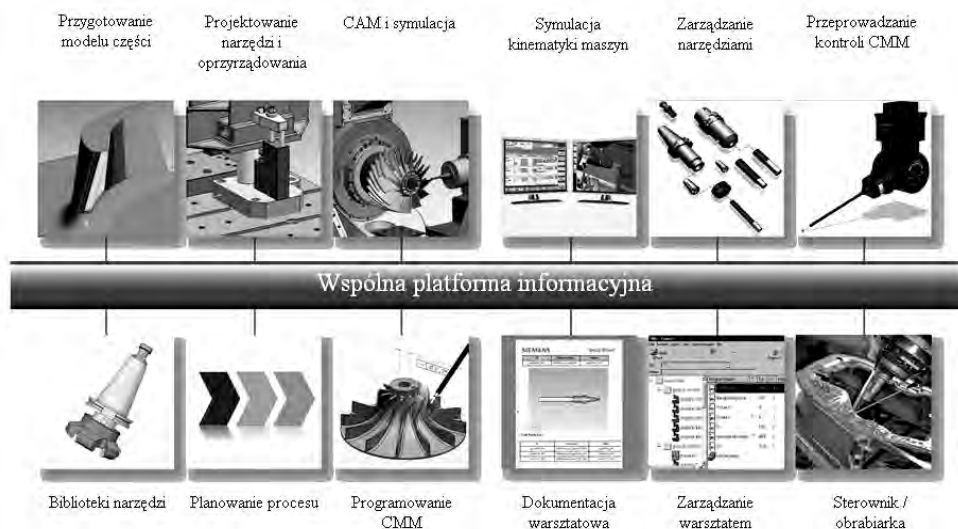 Przygotowanie
modelu części
Projektowanie
narzędzi i
oprzyrządowania
CAM i symulacja
Symulacja
kinematyki maszyn
Zarządzanie
narzędziami
Przeprowadzanie
kontroli CMM
Wspólna platforma informacyjna
SIEMENS
Biblioteki narzędzi
Planowanie procesu
Programowanie
CMM
Dokumentacja
warsztatowa
Zarządzanie
warsztatem
Sterownik /
obrabiarka